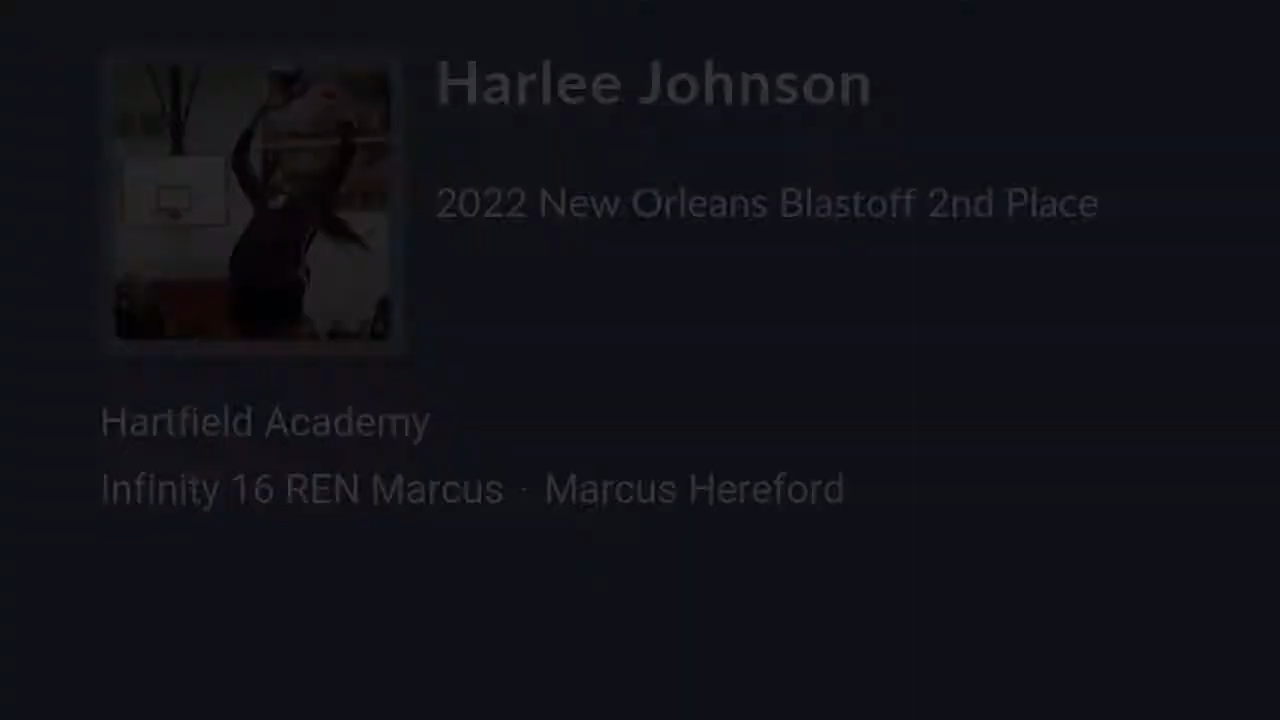 Harlee Johnson
2022 New Orleans Blastoff 2nd Place
Hartfield Academy
Infinity 16 REN Marcus · Marcus Hereford